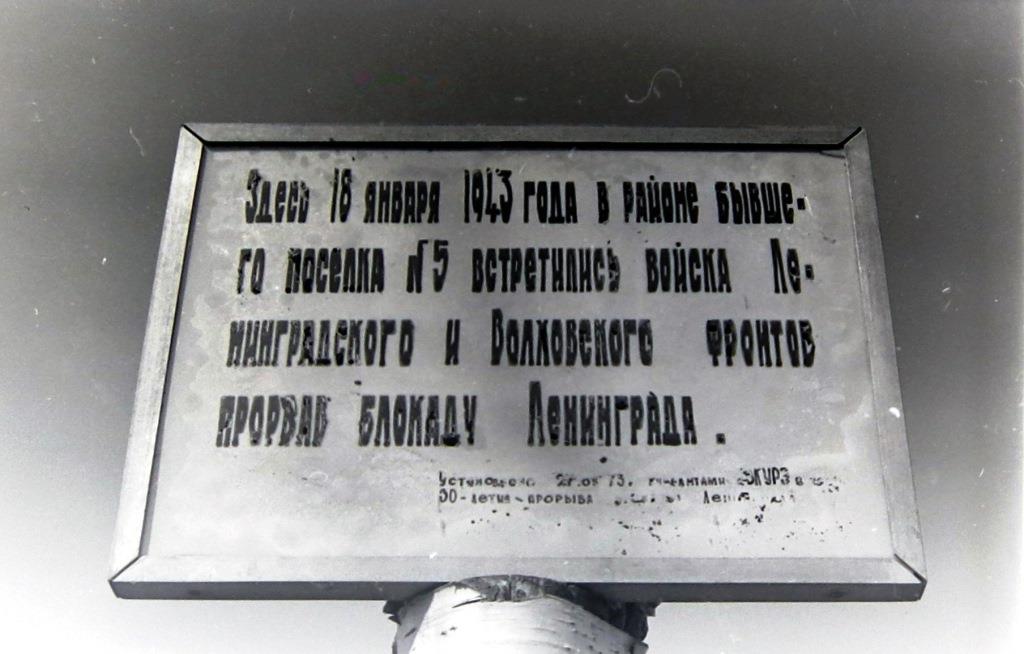 Здесь 18 января 1943 года в районе бывше-
го поселка №5 встретились войска Ле-
нинградского и Волховского фронтов
прорвав блокаду Ленинграда.
Установлено
30-летия прорыва